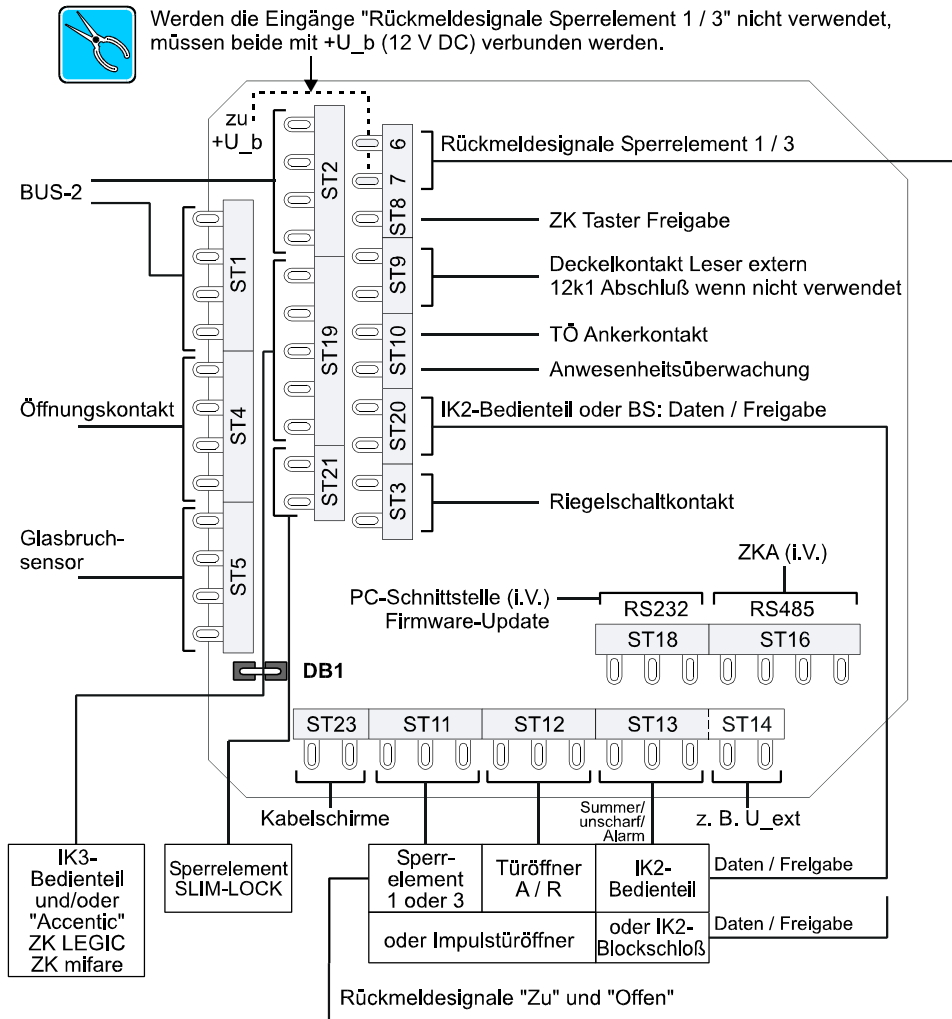 Werden die Eingänge "Rückmeldesignale Sperrelement 1 / 3" nicht verwendet,
müssen beide mit +U_b (12 V DC) verbunden werden.
zu
+U_b
BUS-2
ST2
6
7
Rückmeldesignale Sperrelement 1 / 3
ST8
ZK Taster Freigabe
ST1
ST9
Deckelkontakt Leser extern
12k1 Abschluß wenn nicht verwendet
ST19
ST10
TÖ Ankerkontakt
Anwesenheitsüberwachung
Öffnungskontakt
ST4
ST20
IK2-Bedienteil oder BS: Daten / Freigabe
ST21
ST3
Riegelschaltkontakt
Glasbruch-
sensor
ST5
ZKA (i.V.)
PC-Schnittstelle (i.V.)
Firmware-Update
RS232
RS485
ST18
ST16
DB1
ST23
ST11
ST12
ST13
ST14
Kabelschirme
Summer/
unscharf/
Alarm
z. B. U_ext
IK3-
Bedienteil
und/oder
"Accentic"
ZK LEGIC
ZK mifare
Sperrelement
SLIM-LOCK
Sperr-
element
1 oder 3
Türöffner
A / R
IK2-
Bedienteil
Daten / Freigabe
oder Impulstüröffner
oder IK2-
Blockschloß
Daten / Freigabe
Rückmeldesignale "Zu" und "Offen"